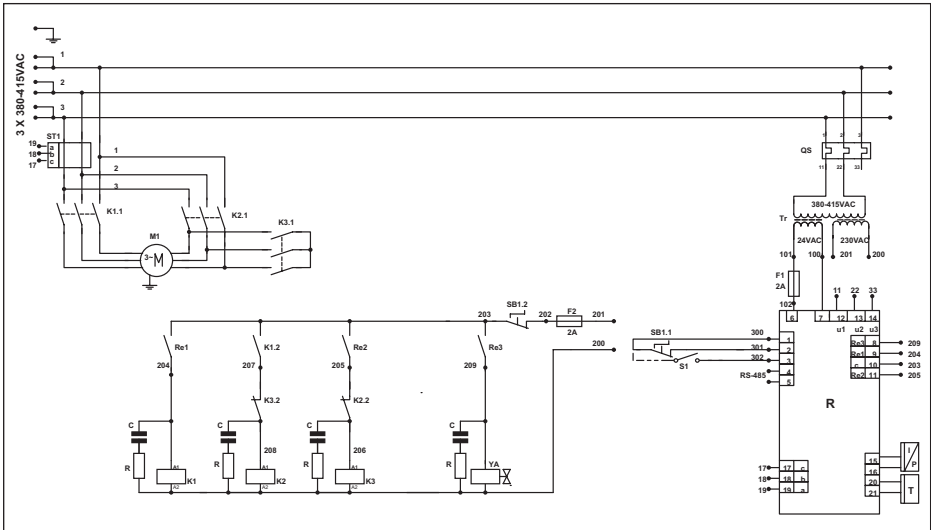 3 X 380-415VAC
1
2
3
ST1
19 a
18 b
17 c
1
2
3
K1.1
K2.1
K3.1
M1
3~M
QS
1 2 3
11 22 33
380-415VAC
Tr
24VAC
230VAC
101 100 201 200
F1
2A
102
11 22 33
6 7 12 13 14
u1 u2 u3
203
SB1.2
202
F2
2A
201
200
SB1.1
300
301
302
S1
RS-485
1
2
3
4
5
Re3 8 209
Re1 9 204
c 10 203
Re2 11 205
R
Re1
K1.2
Re2
Re3
204
207
205
209
K3.2
K2.2
C
C
C
C
208
206
R
R
R
R
A1
A2
K1
A1
A2
K2
A1
A2
K3
YA
17 17 c
18 18 b
19 19 a
15
16
20
21
I
P
T